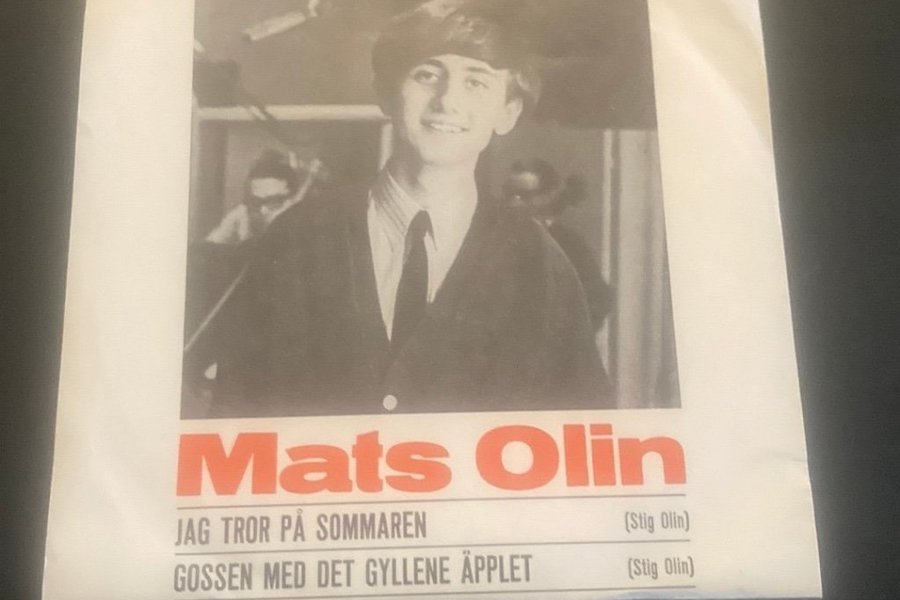 Mats Olin
JAG TROR PÅ SOMMAREN (Stig Olin)
GOSSEN MED DET GYLLENE ÄPPLET (Stig Olin)